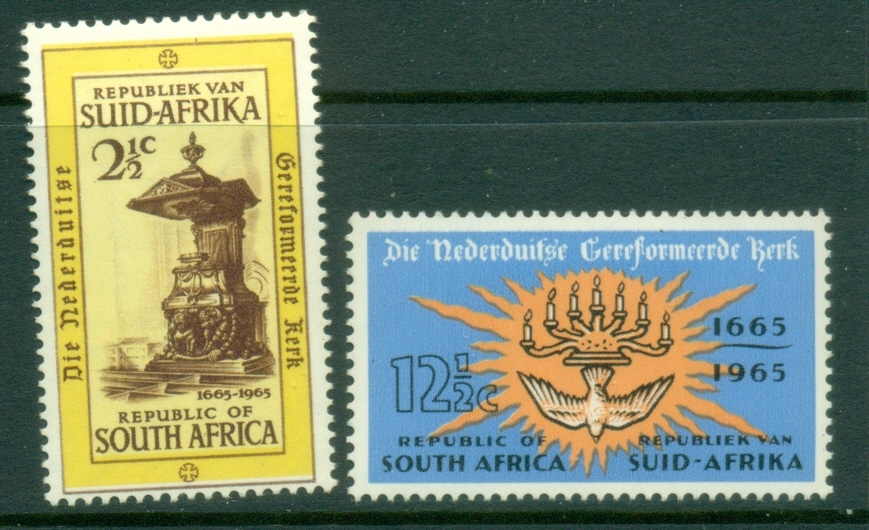 REPUBLIEK VAN
SUID-AFRIKA
2½c
Die Nederduitse
Gereformeerde Kerk
1665-1965
REPUBLIC OF
SOUTH AFRICA
Die Nederduitse Gereformeerde Kerk
1665
1965
12½c
REPUBLIC OF
SOUTH AFRICA
REPUBLIEK VAN
SUID-AFRIKA